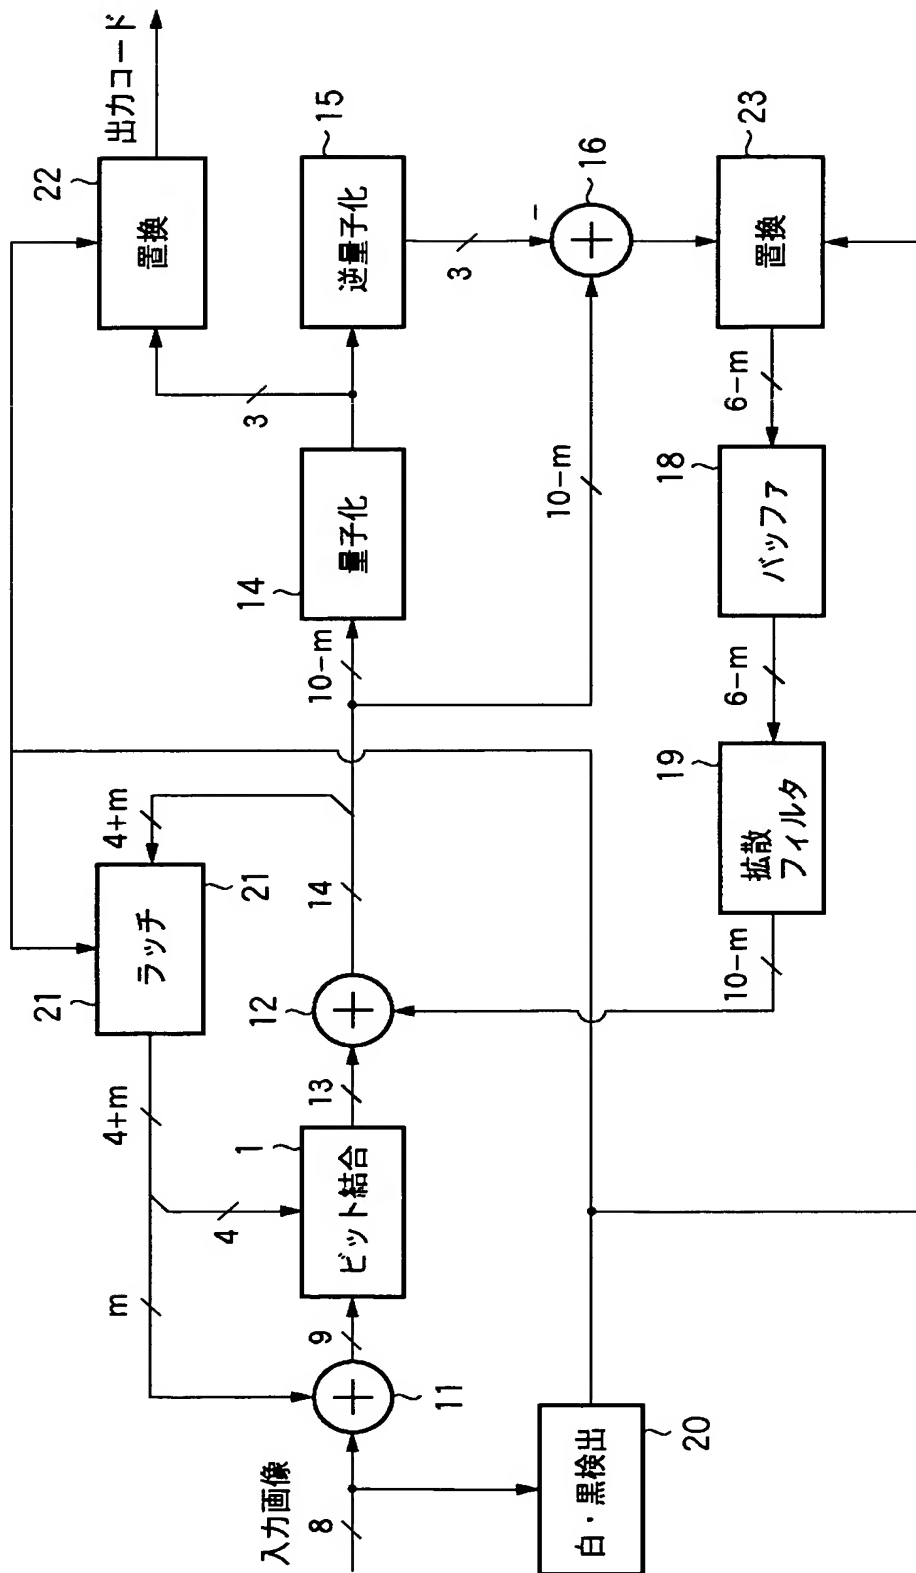 入力画像
8
11
9
m
4
4+m
1
ビット結合
13
12
14
21
ラッチ
21
4+m
10-m
14
量子化
3
22
置換
出力コード
15
逆量子化
3
-
16
10-m
23
置換
6-m
18
バッファ
6-m
19
拡散
フィルタ
10-m
20
白・黒検出